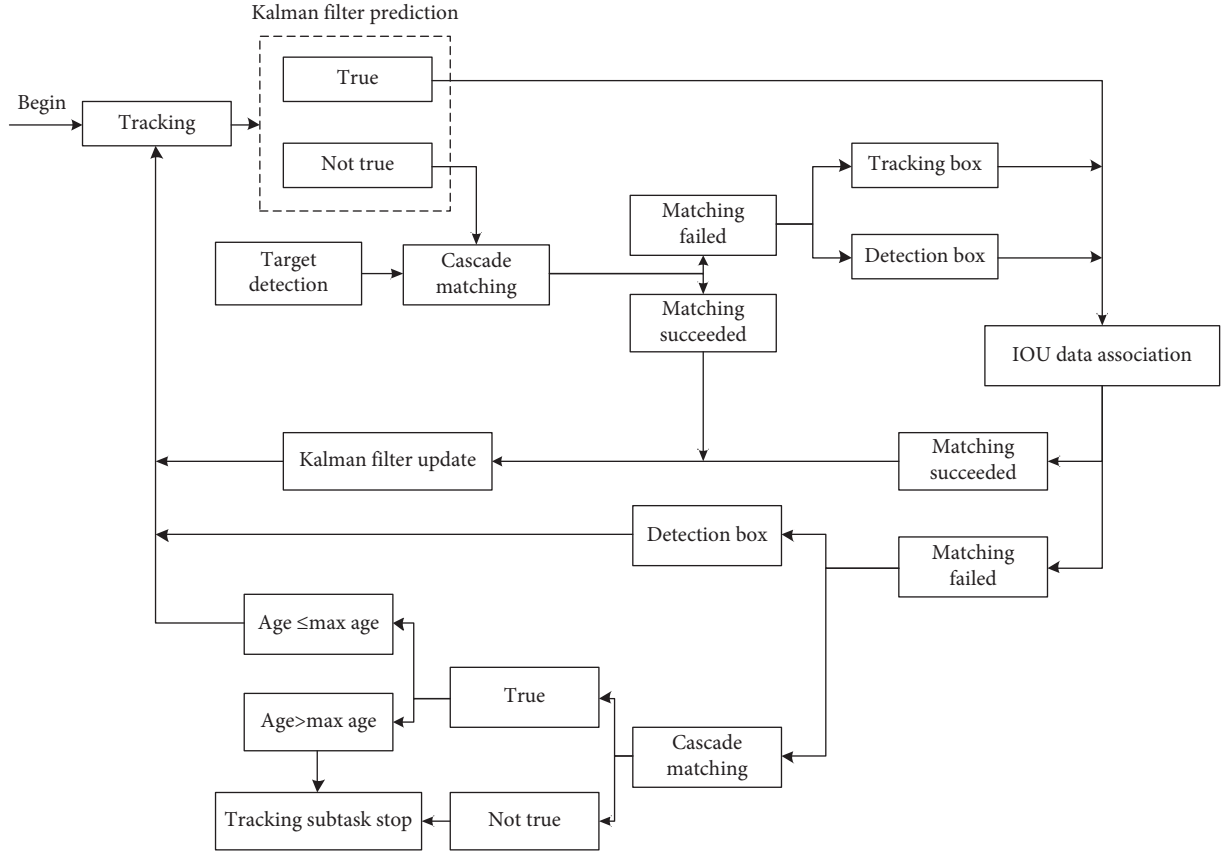 Kalman filter prediction
True
Begin
Tracking
Not true
Tracking box
Matching
failed
Detection box
Target
detection
Cascade
matching
Matching
succeeded
IOU data association
Kalman filter update
Matching
succeeded
Detection box
Matching
failed
Age ≤max age
True
Age>max age
Cascade
matching
Tracking subtask stop
Not true